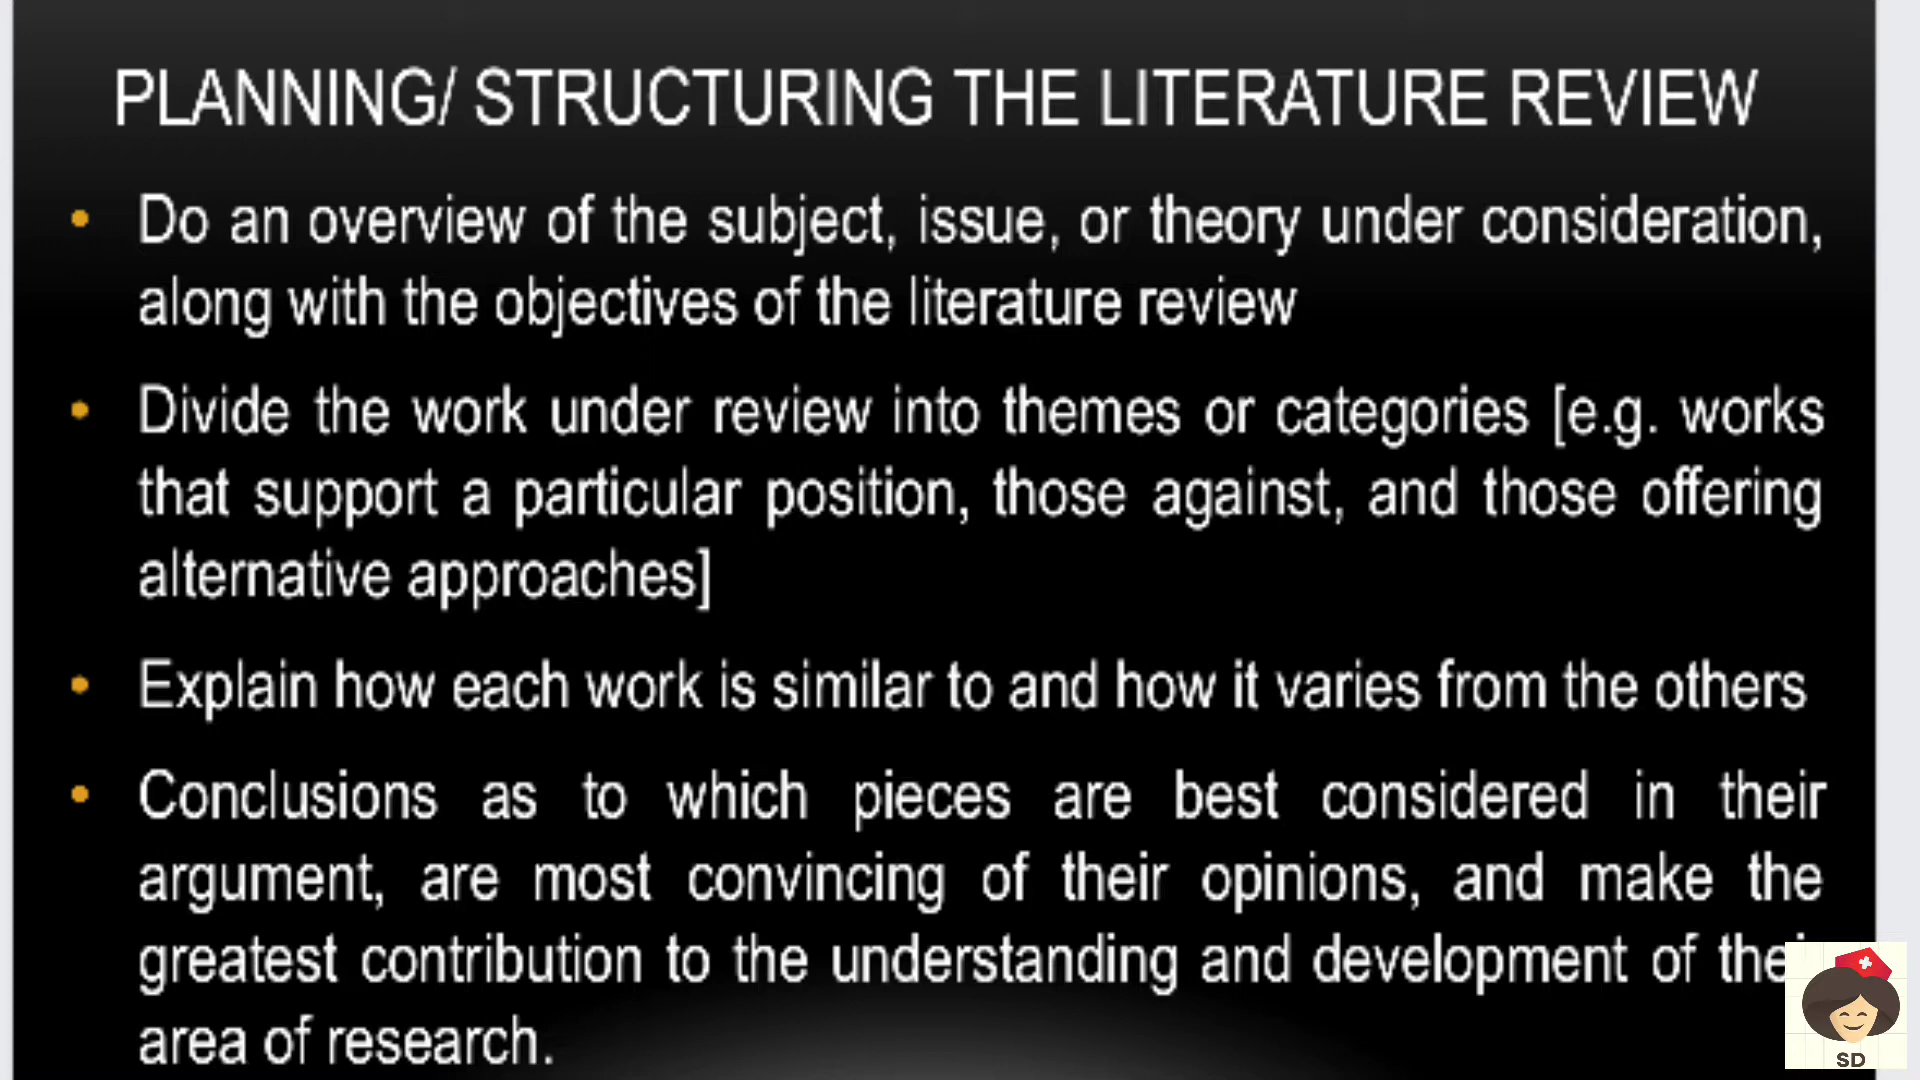 PLANNING/ STRUCTURING THE LITERATURE REVIEW
• Do an overview of the subject, issue, or theory under consideration,
along with the objectives of the literature review
• Divide the work under review into themes or categories [e.g. works
that support a particular position, those against, and those offering
alternative approaches]
• Explain how each work is similar to and how it varies from the others
• Conclusions as to which pieces are best considered in their
argument, are most convincing of their opinions, and make the
greatest contribution to the understanding and development of their
area of research.
SD